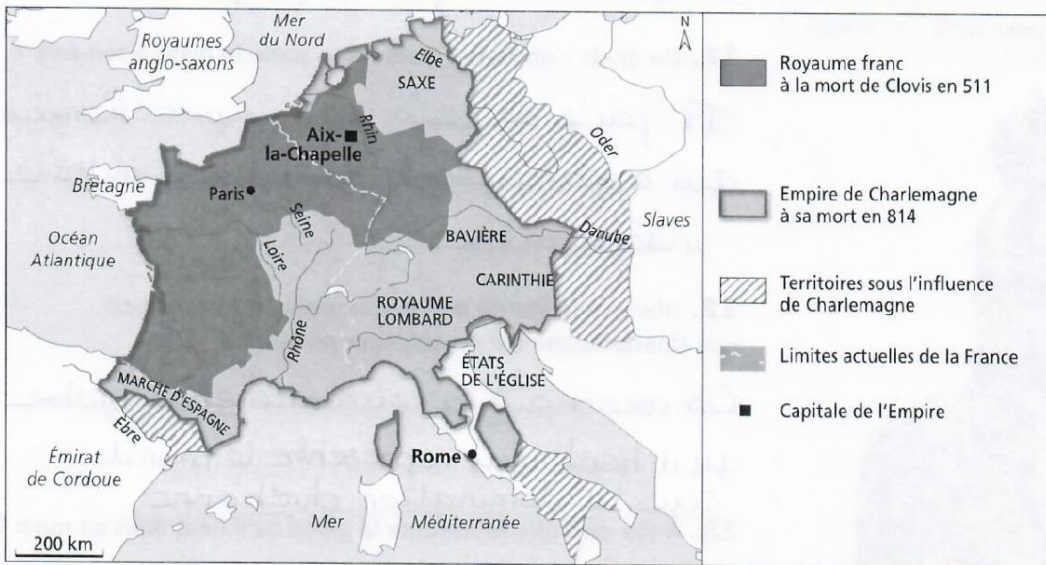 Mer
du Nord
Royaumes
anglo-saxons
N
Elbe
SAXE
Rhin
Aix-
la-Chapelle
Oder
Bretagne
Paris
Seine
Slaves
Danube
Océan
Atlantique
Loire
BAVIÈRE
CARINTHIE
ROYAUME
LOMBARD
Rhône
ÉTATS
DE L'ÉGLISE
MARCHE D'ESPAGNE
Èbre
Émirat
de Cordoue
Rome
Mer Méditerranée
200 km
Royaume franc
à la mort de Clovis en 511
Empire de Charlemagne
à sa mort en 814
Territoires sous l'influence
de Charlemagne
Limites actuelles de la France
Capitale de l'Empire